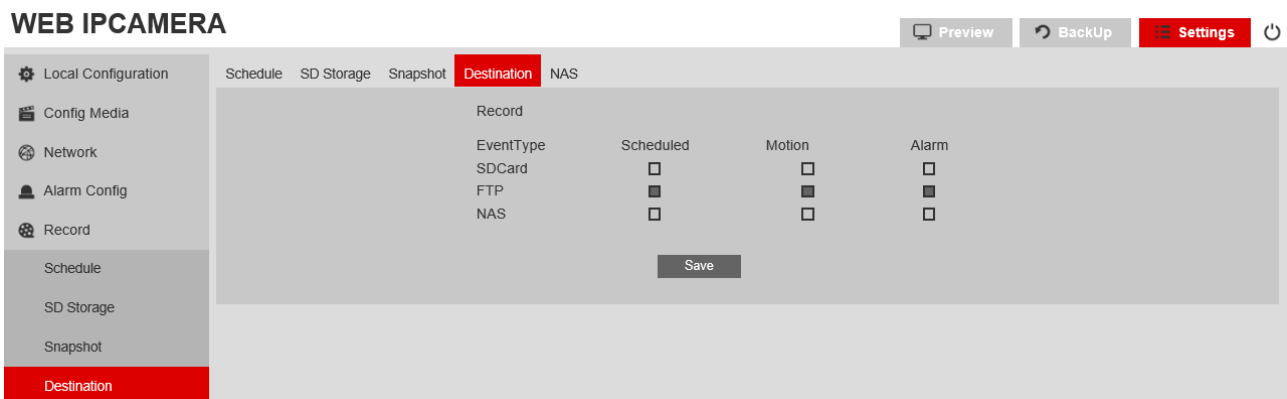 WEB IPCAMERA
Preview BackUp Settings
Local Configuration
Config Media
Network
Alarm Config
Record
Schedule
SD Storage
Snapshot
Destination
Schedule SD Storage Snapshot Destination NAS
Record
EventType Scheduled Motion Alarm
SDCard
FTP
NAS
Save